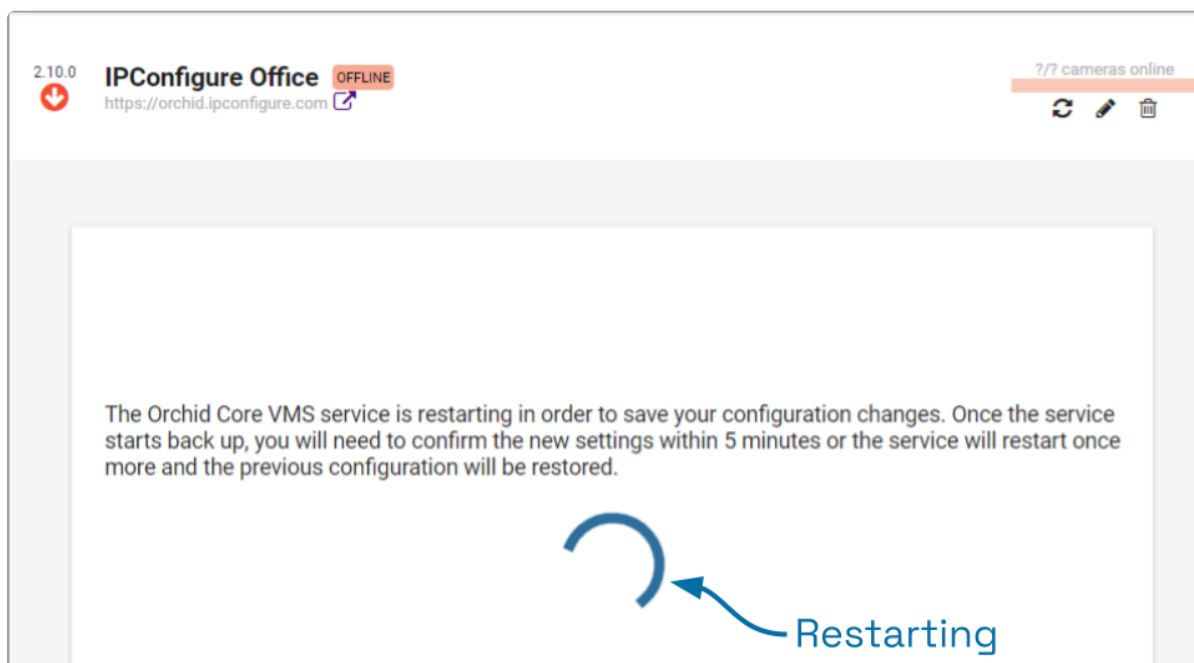 2.10.0
IPConfigure Office OFFLINE
https://orchid.ipconfigure.com
?/? cameras online
The Orchid Core VMS service is restarting in order to save your configuration changes. Once the service
starts back up, you will need to confirm the new settings within 5 minutes or the service will restart once
more and the previous configuration will be restored.
Restarting